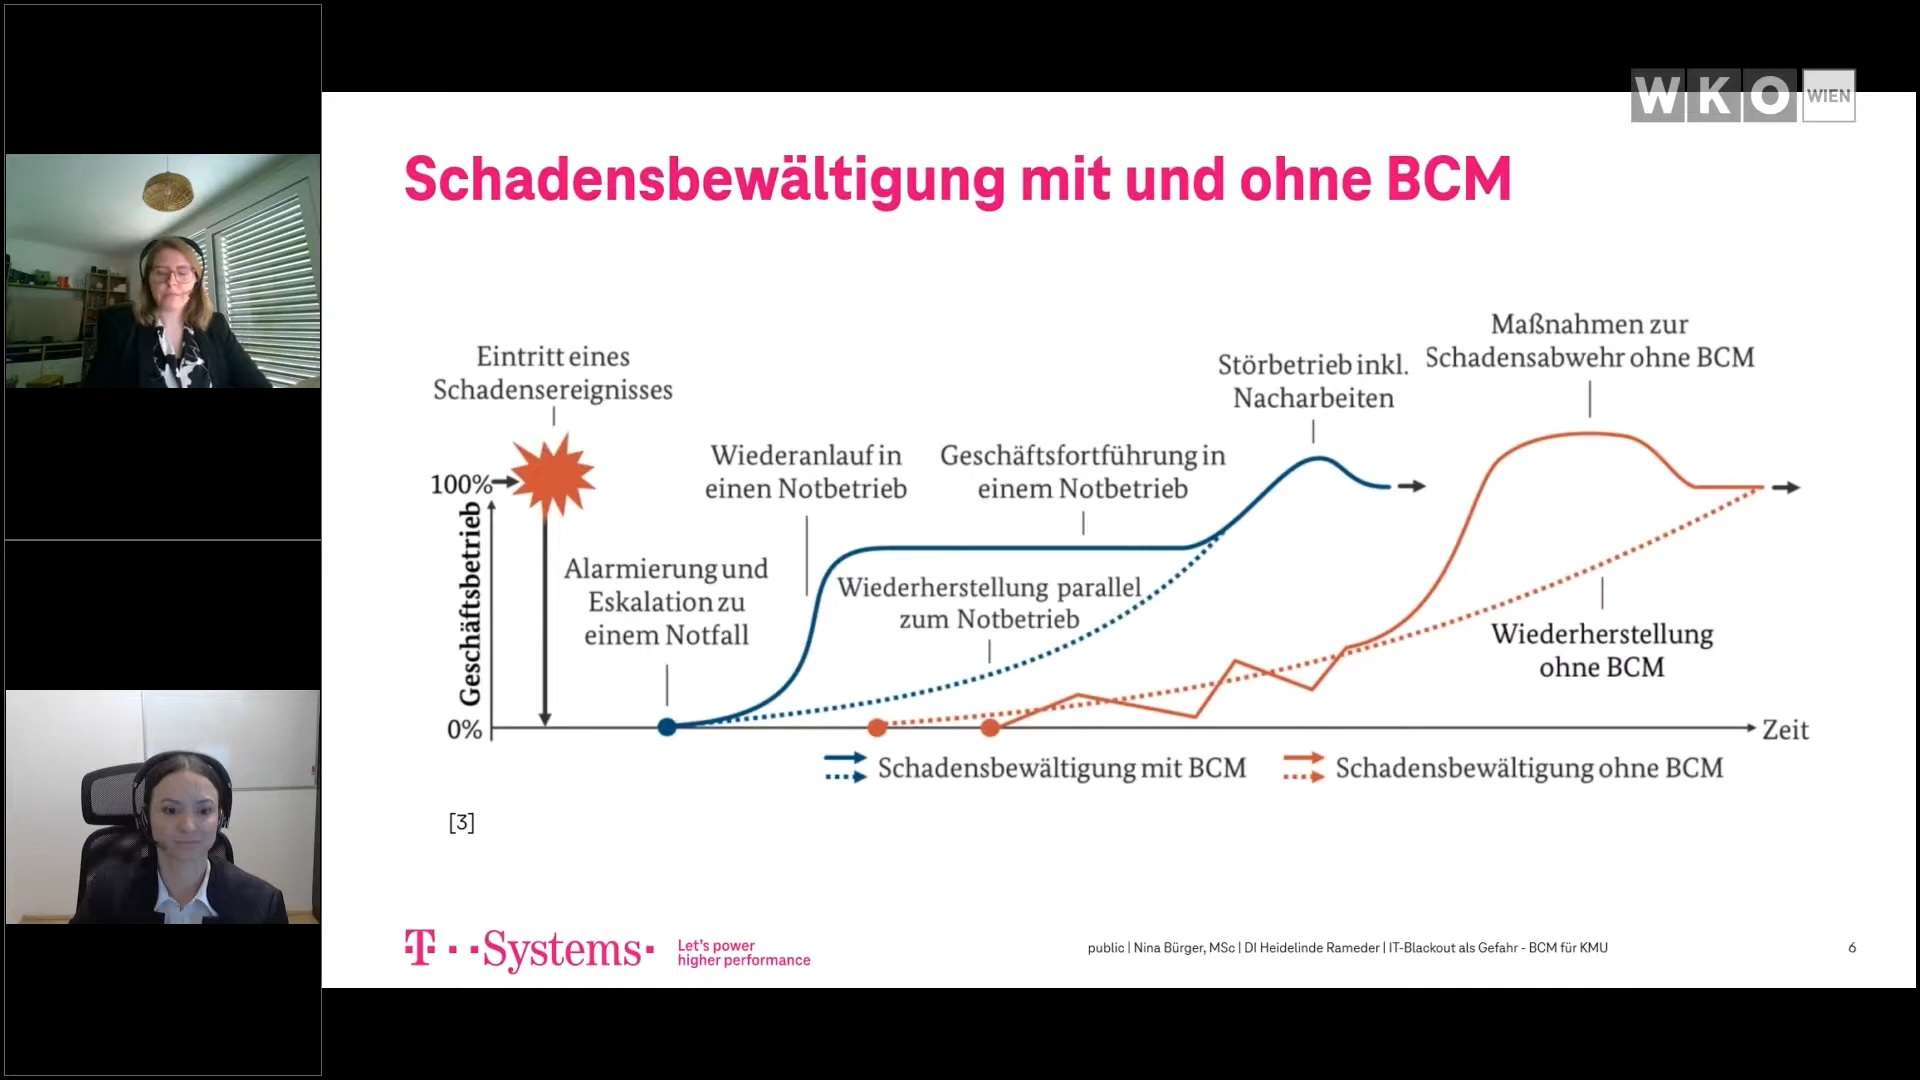 WKO WIEN
Schadensbewältigung mit und ohne BCM
Eintritt eines
Schadensereignisses
100%
Geschäftsbetrieb
0%
Alarmierung und
Eskalation zu
einem Notfall
Wiederanlauf in
einen Notbetrieb
Geschäftsfortführung in
einem Notbetrieb
Wiederherstellung parallel
zum Notbetrieb
Störbetrieb inkl.
Nacharbeiten
Maßnahmen zur
Schadensabwehr ohne BCM
Wiederherstellung
ohne BCM
Zeit
Schadensbewältigung mit BCM
Schadensbewältigung ohne BCM
[3]
T··Systems·
Let's power
higher performance
public | Nina Bürger, MSc | DI Heidelinde Rameder | IT-Blackout als Gefahr - BCM für KMU
6